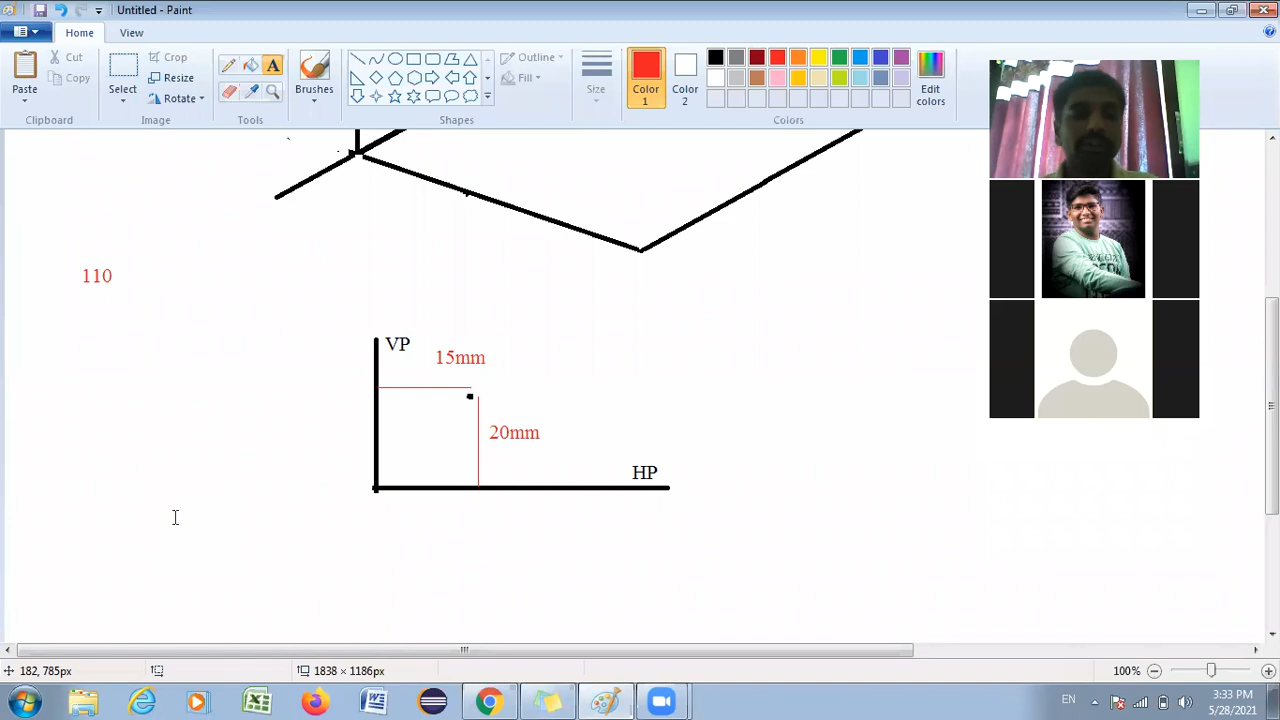 Untitled - Paint
Home View
Paste
Cut
Copy
Clipboard
Select
Crop
Resize
Rotate
Image
Tools
Brushes
Shapes
Outline
Fill
Size
Color 1
Color 2
Edit colors
Colors
110
VP
15mm
20mm
HP
182, 785px
1838 × 1186px
100%
EN
3:33 PM
5/28/2021